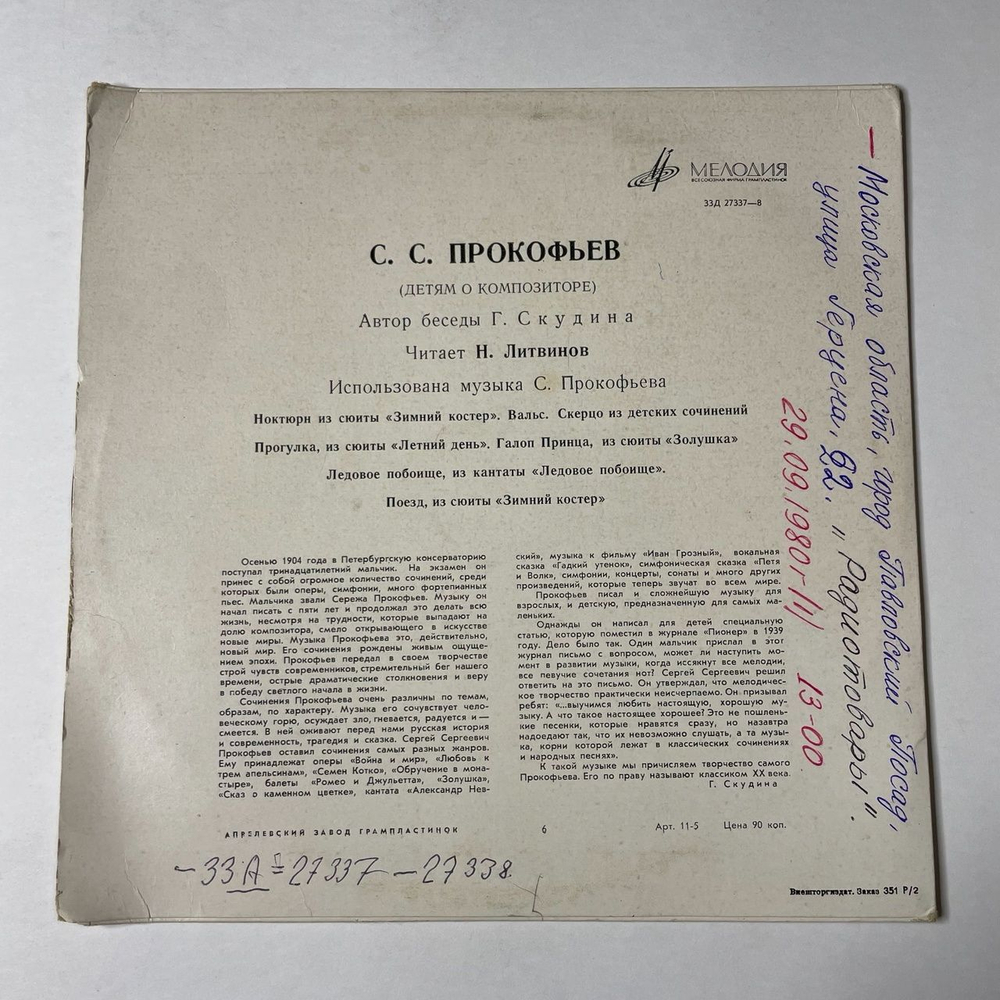 МЕЛОДИЯ
ВСЕСОЮЗНАЯ ФИРМА ГРАМПЛАСТИНОК
33Д 27337—8
С. С. ПРОКОФЬЕВ
(ДЕТЯМ О КОМПОЗИТОРЕ)
Автор беседы Г. Скудина
Читает Н. Литвинов
Использована музыка С. Прокофьева
Ноктюрн из сюиты «Зимний костер». Вальс. Скерцо из детских сочинений
Прогулка, из сюиты «Летний день». Галоп Принца, из сюиты «Золушка»
Ледовое побоище, из кантаты «Ледовое побоище».
Поезд, из сюиты «Зимний костер»
Осенью 1904 года в Петербургскую консерваторию
поступал тринадцатилетний мальчик. На экзамен он
принес с собой огромное количество сочинений, среди
которых были оперы, симфонии, много фортепианных
пьес. Мальчика звали Сережа Прокофьев. Музыку он
начал писать с пяти лет и продолжал это делать всю
жизнь, несмотря на трудности, которые выпадают на
долю композитора, смело открывающего в искусстве
новые миры. Музыка Прокофьева это, действительно,
новый мир. Его сочинения рождены живым ощуще-
нием эпохи. Прокофьев передал в своем творчестве
строй чувств современников, стремительный бег нашего
времени, острые драматические столкновения и веру
в победу светлого начала в жизни.
Сочинения Прокофьева очень различны по темам,
образам, по характеру. Музыка его сочувствует чело-
веческому горю, осуждает зло, гневается, радуется и —
смеется. В ней оживают перед нами русская история
и современность, трагедия и сказка. Сергей Сергеевич
Прокофьев оставил сочинения самых разных жанров.
Ему принадлежат оперы «Война и мир», «Любовь к
трем апельсинам», «Семен Котко», «Обручение в мона-
стыре», балеты «Ромео и Джульетта», «Золушка»,
«Сказ о каменном цветке», кантата «Александр Нев-
ский», музыка к фильму «Иван Грозный», вокальная
сказка «Гадкий утенок», симфоническая сказка «Петя
и Волк», симфонии, концерты, сонаты и много других
произведений, которые теперь звучат во всем мире.
Прокофьев писал и сложнейшую музыку для
взрослых, и детскую, предназначенную для самых ма-
леньких.
Однажды он написал для детей специальную
статью, которую поместил в журнале «Пионер» в 1939
году. Дело было так. Один мальчик прислал в этот
журнал письмо с вопросом, может ли наступить мо-
мент в развитии музыки, когда иссякнут все мелодии,
все певучие сочетания нот? Сергей Сергеевич решил
ответить на это письмо. Он утверждал, что мелодичес-
кое творчество практически неисчерпаемо. Он призывал
ребят: «...выучимся любить настоящую, хорошую му-
зыку. А что такое настоящее хорошее? Это не пошлень-
кие песенки, которые нравятся сразу, но назавтра
надоедают так, что их невозможно слушать, а та музы-
ка, корни которой лежат в классических сочинениях
и народных песнях».
К такой музыке мы причисляем творчество самого
Прокофьева. Его по праву называют классиком XX века.
Г. Скудина
АПРЕЛЕВСКИЙ ЗАВОД ГРАМПЛАСТИНОК 6 Арт. 11-5 Цена 90 коп.
–33Д=27337–27338.
Внешторгиздат. Заказ 351 Р/2
— Московская область, город Павловский Посад,
улица Герцена, 22. „Радиотовары".
29.09.1980г-/1/ 13-00